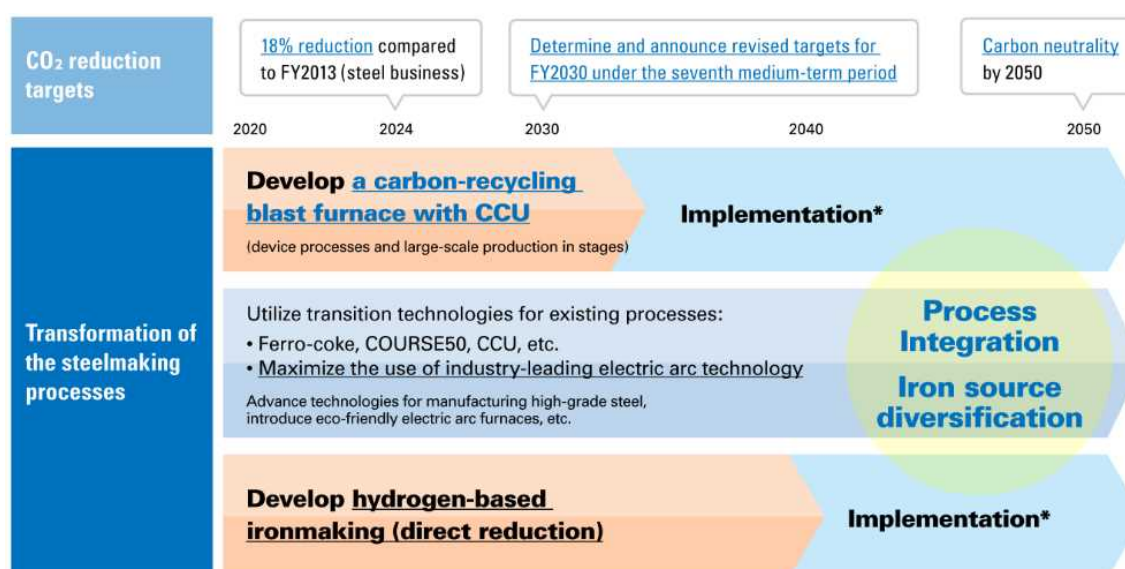 CO₂ reduction
targets
18% reduction compared
to FY2013 (steel business)
Determine and announce revised targets for
FY2030 under the seventh medium-term period
Carbon neutrality
by 2050
2020
2024
2030
2040
2050
Transformation of
the steelmaking
processes
Develop a carbon-recycling
blast furnace with CCU
(device processes and large-scale production in stages)
Implementation*
Utilize transition technologies for existing processes:
• Ferro-coke, COURSE50, CCU, etc.
• Maximize the use of industry-leading electric arc technology
Advance technologies for manufacturing high-grade steel,
introduce eco-friendly electric arc furnaces, etc.
Process
Integration
Iron source
diversification
Develop hydrogen-based
ironmaking (direct reduction)
Implementation*